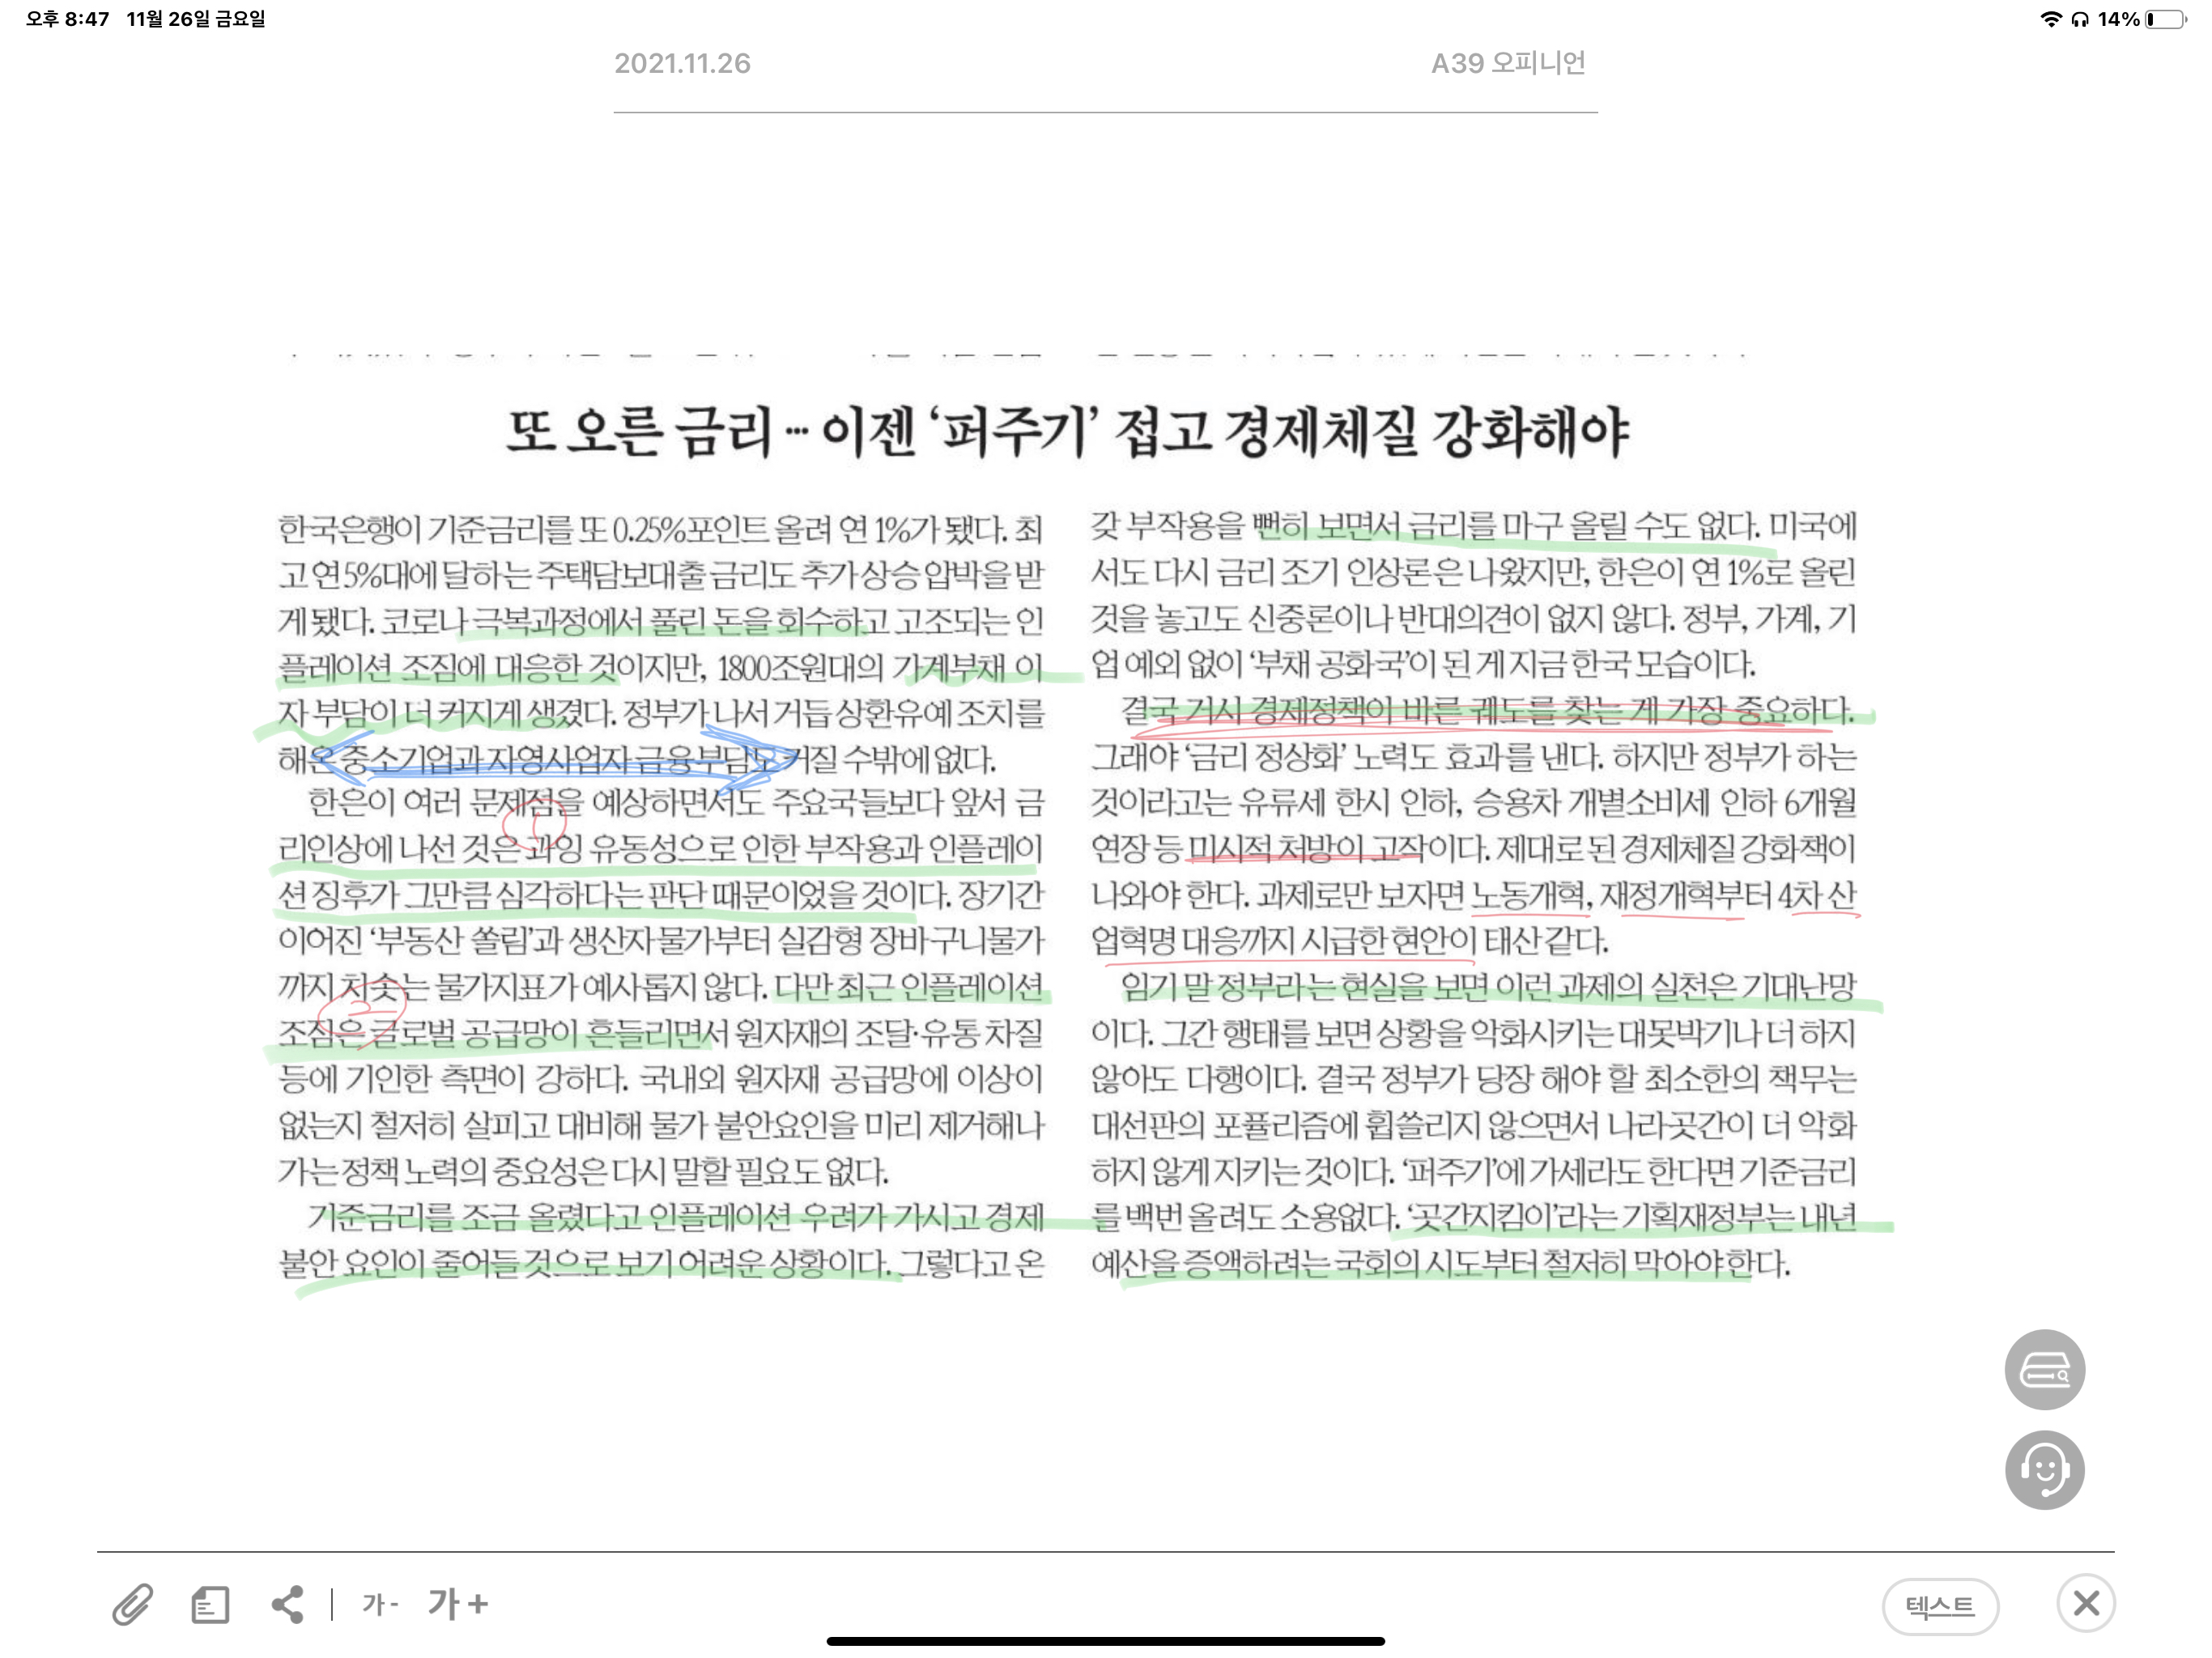 오후 8:47 11월 26일 금요일
14%
2021.11.26
A39 오피니언
또 오른 금리 … 이젠 ‘퍼주기’ 접고 경제체질 강화해야
한국은행이 기준금리를 또 0.25%포인트 올려 연 1%가 됐다. 최
고 연 5%대에 달하는 주택담보대출 금리도 추가 상승 압박을 받
게 됐다. 코로나 극복과정에서 풀린 돈을 회수하고 고조되는 인
플레이션 조짐에 대응한 것이지만, 1800조원대의 가계부채 이
자 부담이 더 커지게 생겼다. 정부가 나서 거듭 상환유예 조치를
해온 중소기업과 자영사업자 금융부담도 커질 수밖에 없다.
한은이 여러 문제점을 예상하면서도 주요국들보다 앞서 금
리인상에 나선 것은 과잉 유동성으로 인한 부작용과 인플레이
션 징후가 그만큼 심각하다는 판단 때문이었을 것이다. 장기간
이어진 ‘부동산 쏠림’과 생산자물가부터 실감형 장바구니물가
까지 치솟는 물가지표가 예사롭지 않다. 다만 최근 인플레이션
조짐은 글로벌 공급망이 흔들리면서 원자재의 조달·유통 차질
등에 기인한 측면이 강하다. 국내외 원자재 공급망에 이상이
없는지 철저히 살피고 대비해 물가 불안요인을 미리 제거해나
가는 정책 노력의 중요성은 다시 말할 필요도 없다.
기준금리를 조금 올렸다고 인플레이션 우려가 가시고 경제
불안 요인이 줄어들 것으로 보기 어려운 상황이다. 그렇다고 온
갖 부작용을 뻔히 보면서 금리를 마구 올릴 수도 없다. 미국에
서도 다시 금리 조기 인상론은 나왔지만, 한은이 연 1%로 올린
것을 놓고도 신중론이나 반대의견이 없지 않다. 정부, 가계, 기
업 예외 없이 ‘부채 공화국’이 된 게 지금 한국 모습이다.
결국 거시 경제정책이 바른 궤도를 찾는 게 가장 중요하다.
그래야 ‘금리 정상화’ 노력도 효과를 낸다. 하지만 정부가 하는
것이라고는 유류세 한시 인하, 승용차 개별소비세 인하 6개월
연장 등 미시적 처방이 고작이다. 제대로 된 경제체질 강화책이
나와야 한다. 과제로만 보자면 노동개혁, 재정개혁부터 4차 산
업혁명 대응까지 시급한 현안이 태산 같다.
임기 말 정부라는 현실을 보면 이런 과제의 실천은 기대난망
이다. 그간 행태를 보면 상황을 악화시키는 대못박기나 더 하지
않아도 다행이다. 결국 정부가 당장 해야 할 최소한의 책무는
대선판의 포퓰리즘에 휩쓸리지 않으면서 나라곳간이 더 악화
하지 않게 지키는 것이다. ‘퍼주기’에 가세라도 한다면 기준금리
를 백번 올려도 소용없다. ‘곳간지킴이’라는 기획재정부는 내년
예산을 증액하려는 국회의 시도부터 철저히 막아야 한다.
가- 가+
텍스트